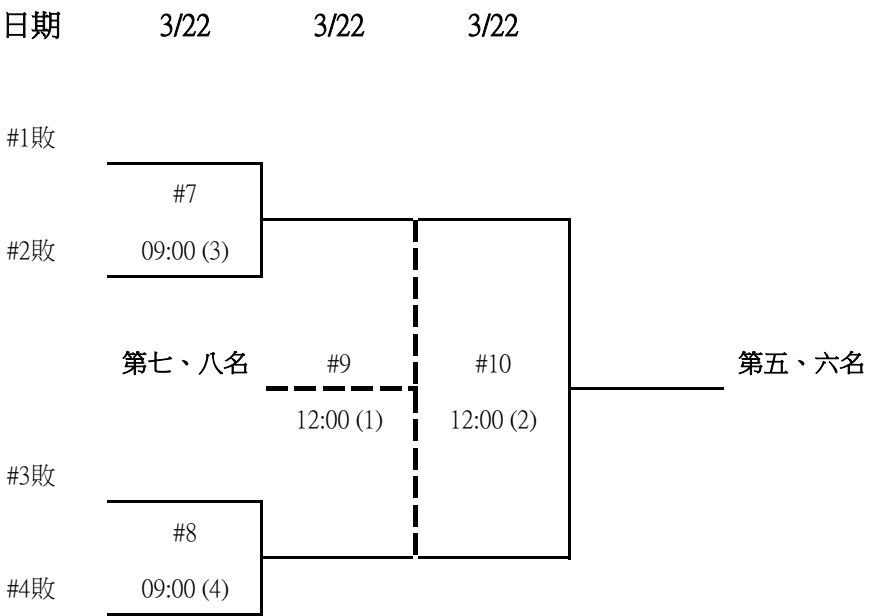 日期 3/22 3/22 3/22
#1敗
#7
#2敗 09:00 (3)
第七、八名 #9 #10 第五、六名
12:00 (1) 12:00 (2)
#3敗
#8
#4敗 09:00 (4)